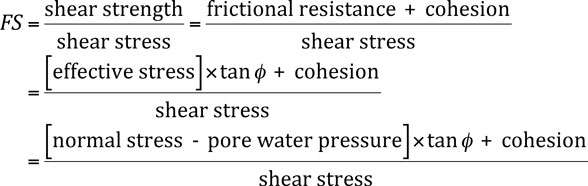 FS = shear strength / shear stress = frictional resistance + cohesion / shear stress
= [effective stress] × tan ϕ + cohesion / shear stress
= [normal stress - pore water pressure] × tan ϕ + cohesion / shear stress